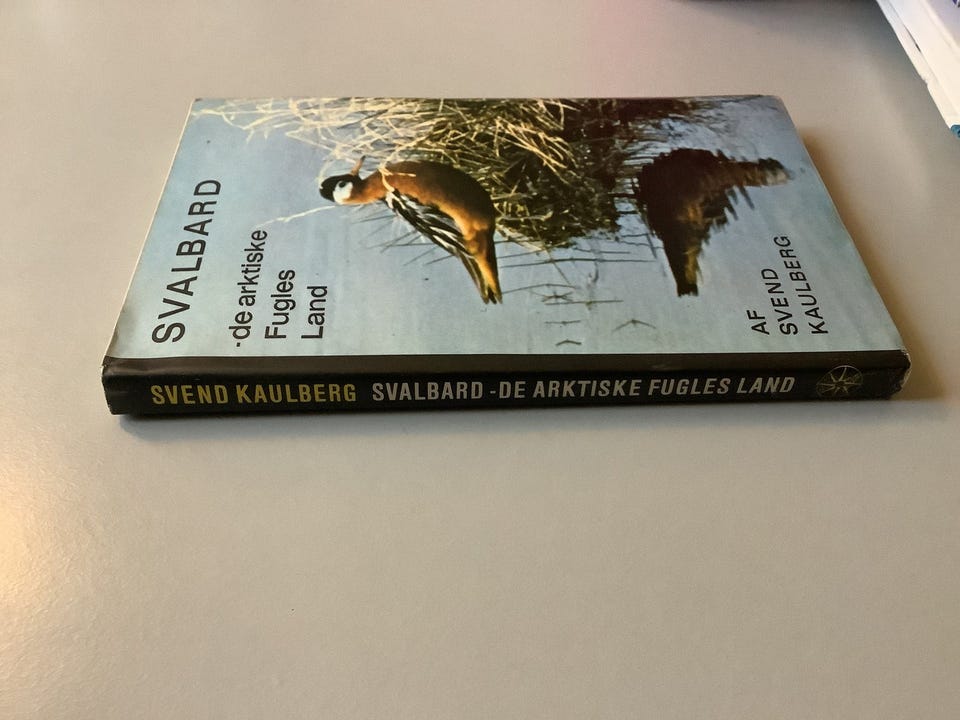 SVALBARD
-de arktiske
Fugles
Land
AF
SVEND
KAULBERG
SVEND KAULBERG SVALBARD -DE ARKTISKE FUGLES LAND